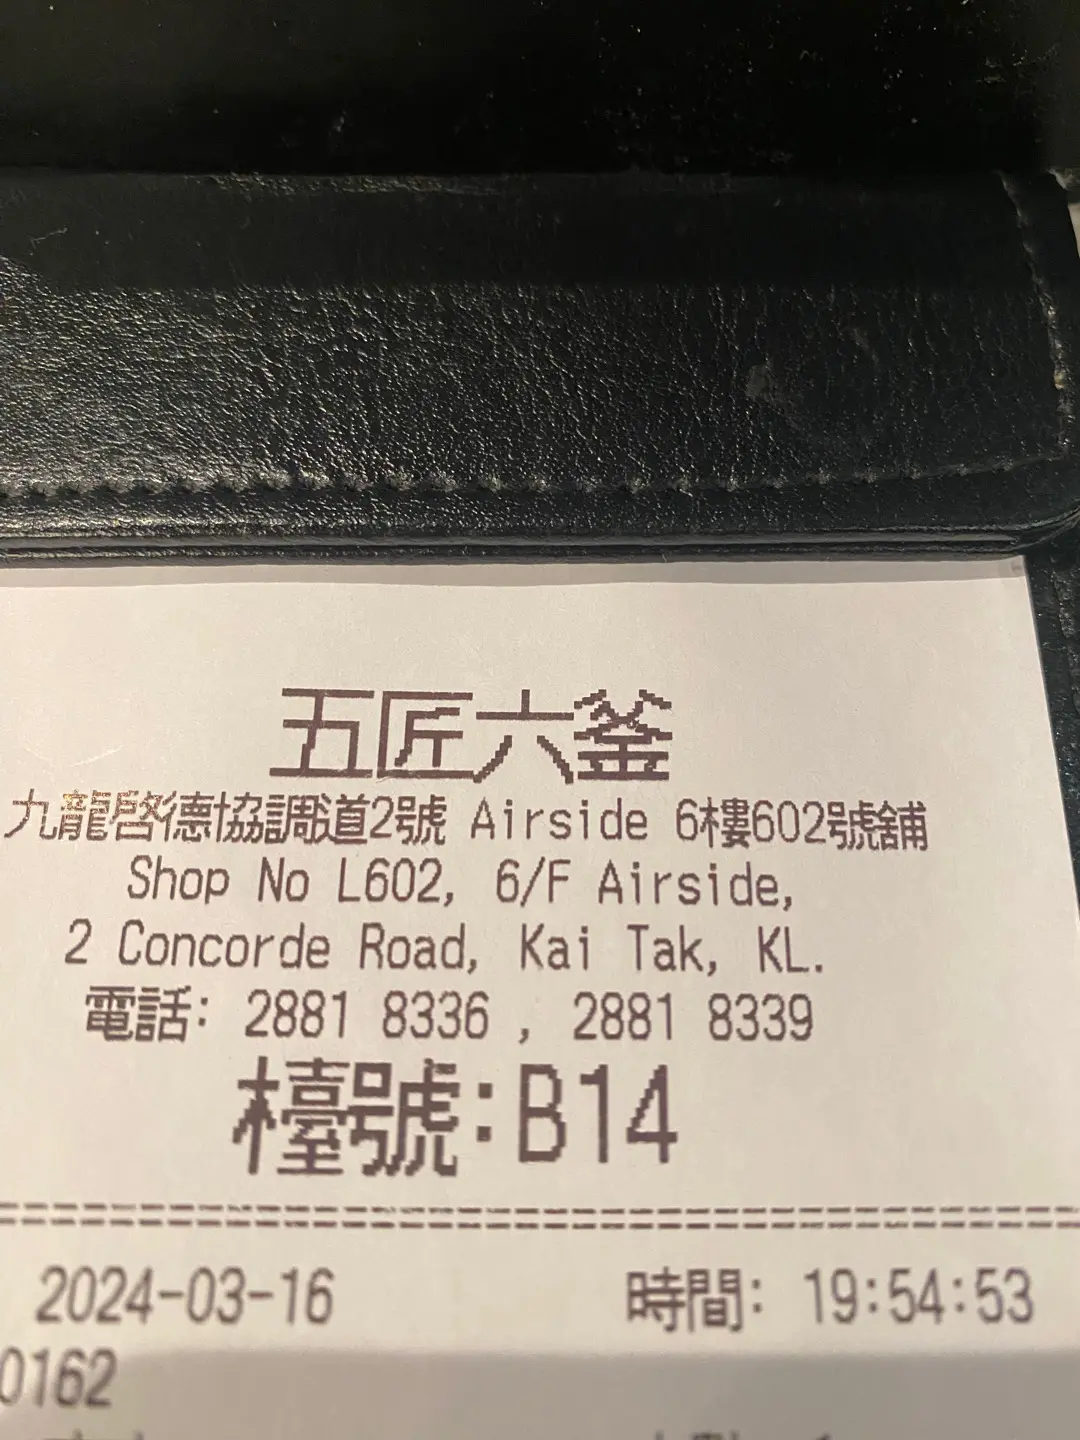 五匠六釜
九龍啓德協調道2號 Airside 6樓602號舖
Shop No L602, 6/F Airside,
2 Concorde Road, Kai Tak, KL.
電話: 2881 8336 , 2881 8339
檯號:B14
2024-03-16 時間: 19:54:53
0162